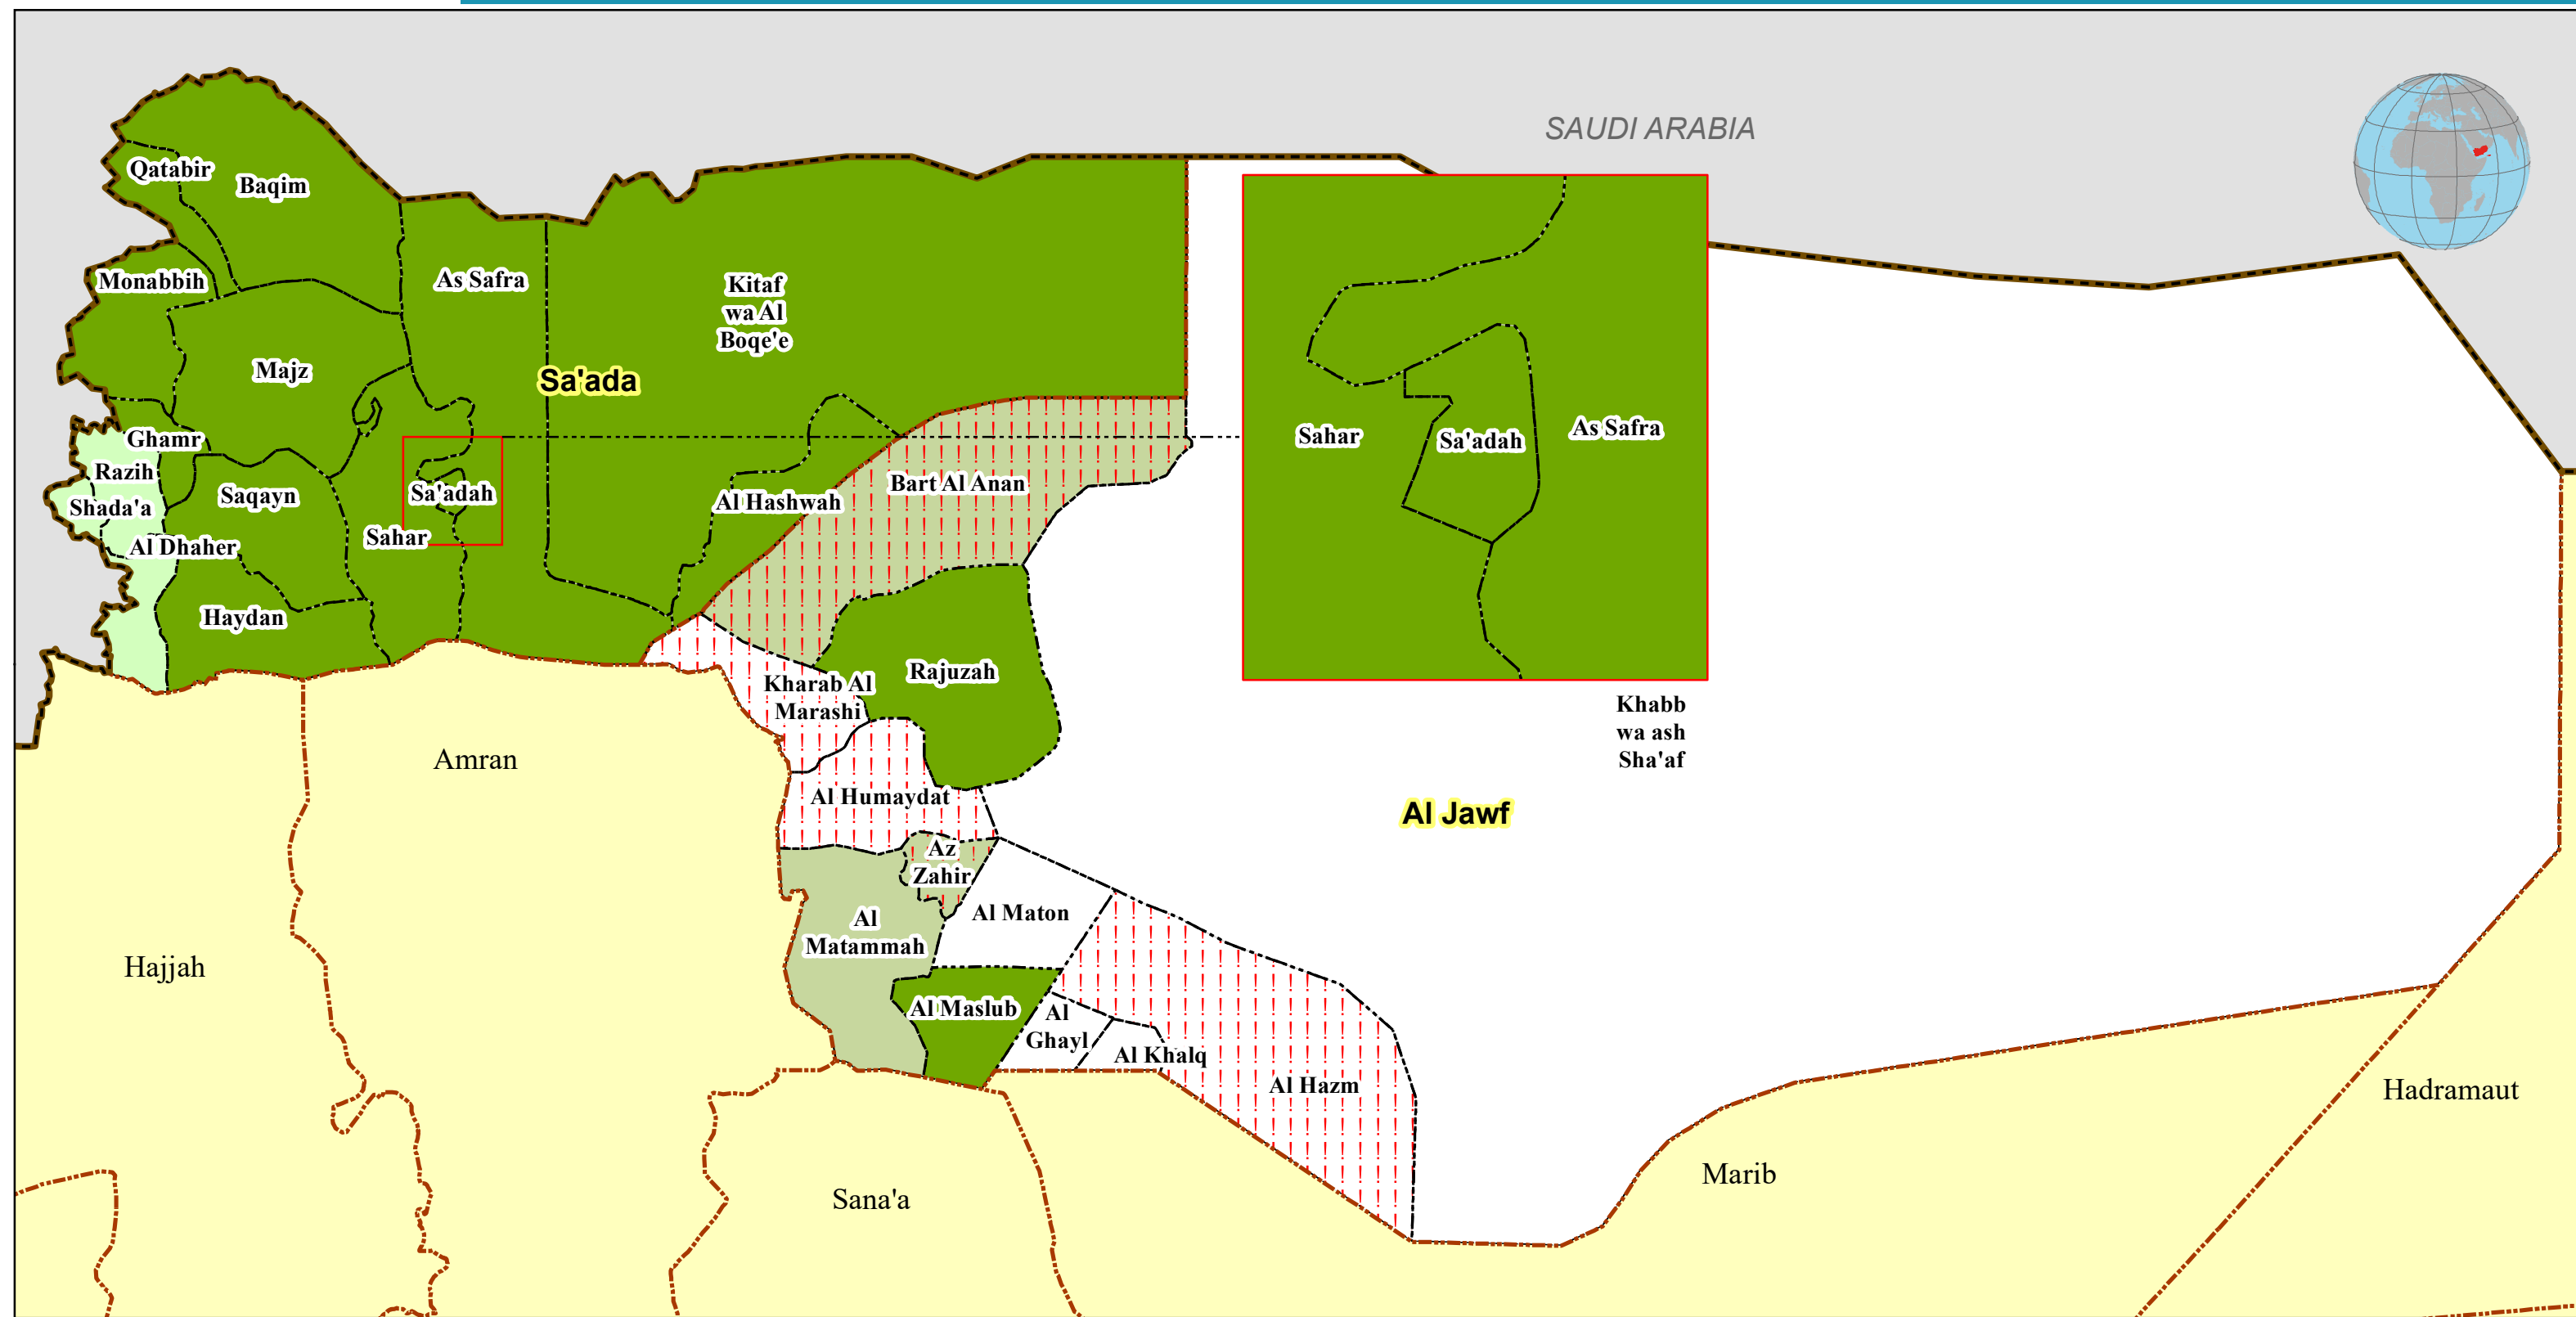 SAUDI ARABIA
Qatabir
Baqim
Monabbih
As Safra
Kitaf
wa Al
Boqe'e
Majz
Sa'ada
Ghamr
Razih
Shada'a
Saqayn
Sa'adah
Al Dhaher
Sahar
Haydan
Al Hashwah
Bart Al Anan
Sahar
Sa'adah
As Safra
Rajuzah
Kharab Al
Marashi
Khabb
wa ash
Sha'af
Amran
Al Humaydat
Al Jawf
Az
Zahir
Al Maton
Al
Matammah
Hajjah
Al Maslub
Al
Ghayl
Al Khalq
Al Hazm
Hadramaut
Marib
Sana'a